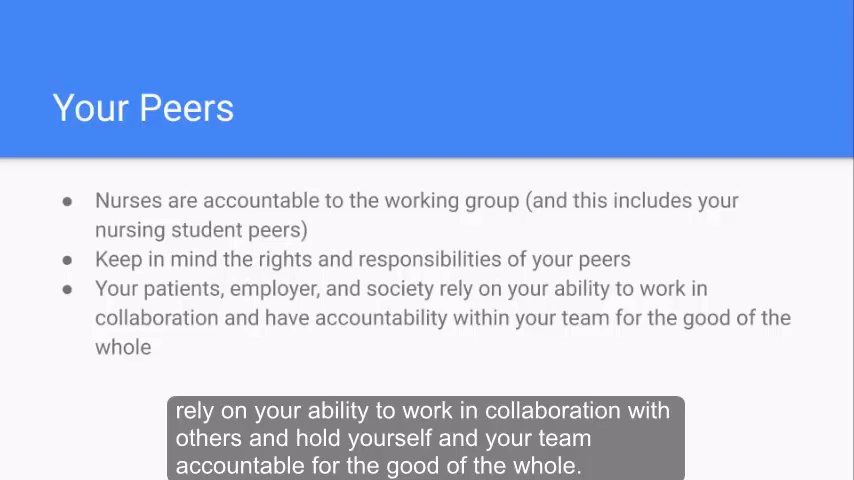 Your Peers
● Nurses are accountable to the working group (and this includes your
nursing student peers)
● Keep in mind the rights and responsibilities of your peers
● Your patients, employer, and society rely on your ability to work in
collaboration and have accountability within your team for the good of the
whole
rely on your ability to work in collaboration with
others and hold yourself and your team
accountable for the good of the whole.